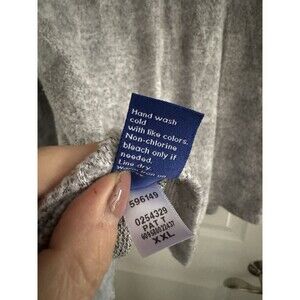 Hand wash
cold
with like colors.
Non-chlorine
bleach only if
needed.
Line dry.
596149
0254329
PAT T
XXL